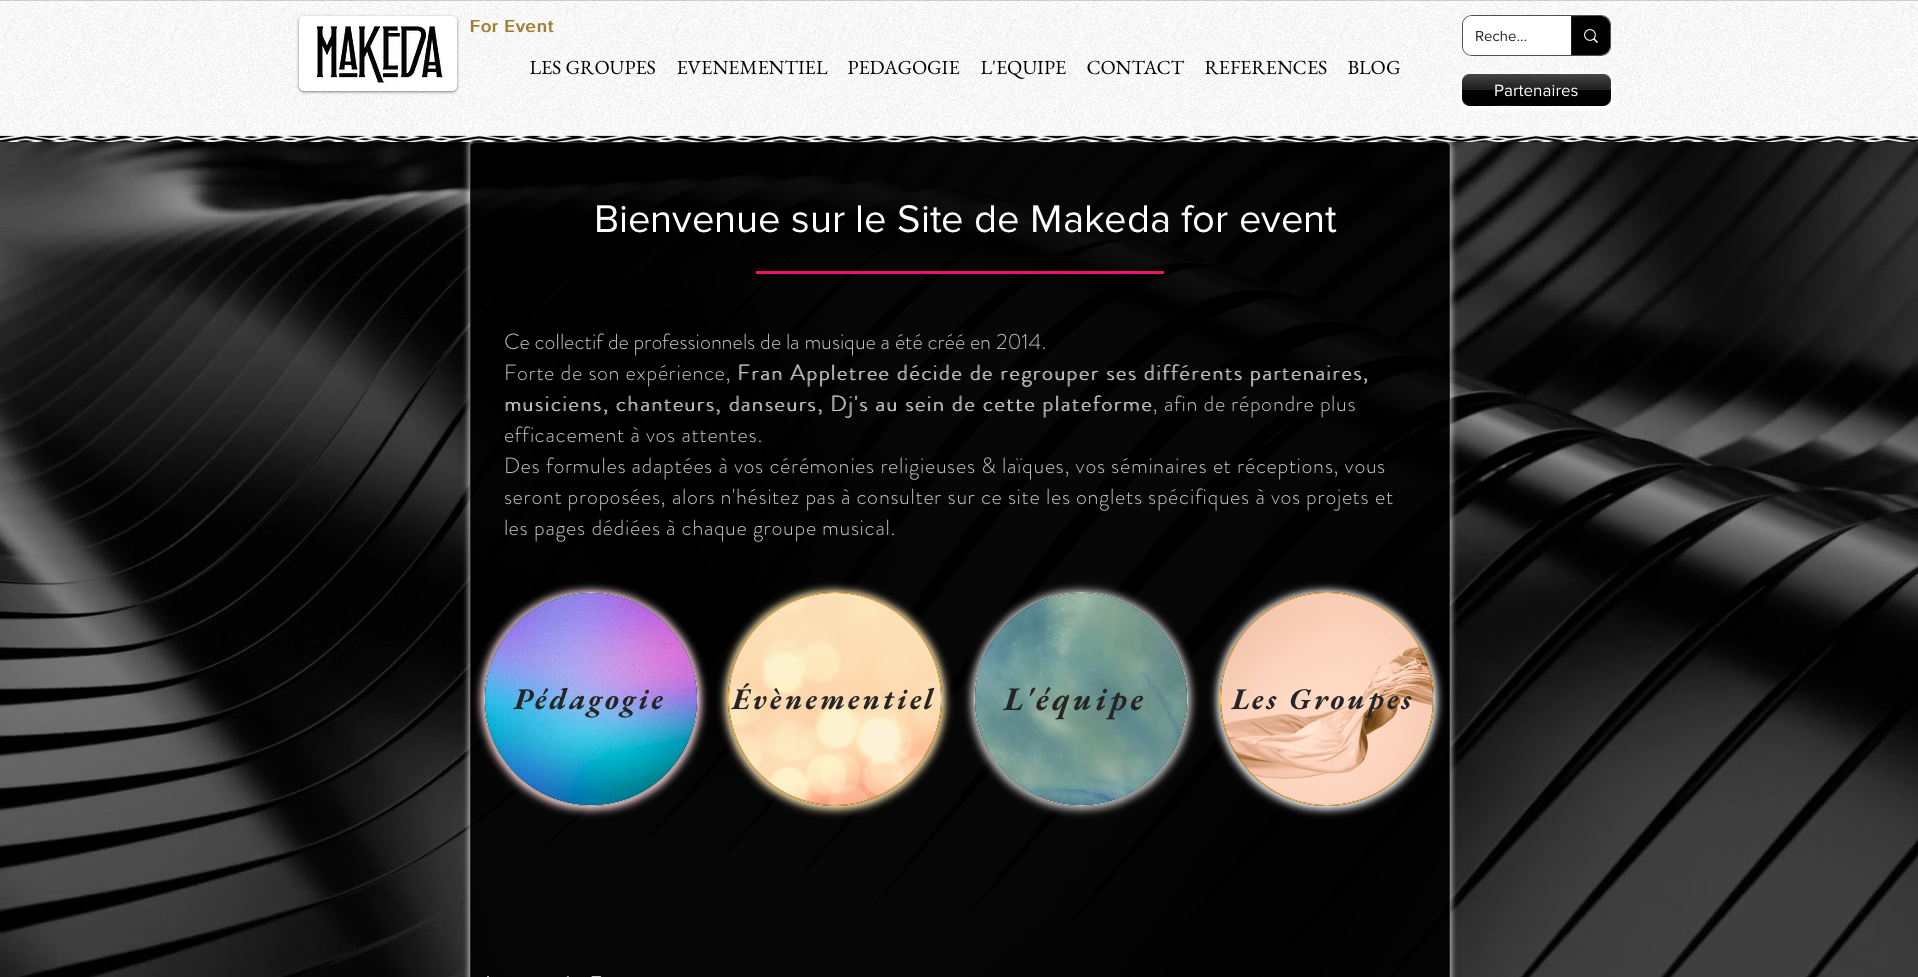 MAKEDA
For Event
LES GROUPES EVENEMENTIEL PEDAGOGIE L'EQUIPE CONTACT REFERENCES BLOG
Reche...
Partenaires
Bienvenue sur le Site de Makeda for event
Ce collectif de professionnels de la musique a été créé en 2014.
Forte de son expérience, Fran Appletree décide de regrouper ses différents partenaires,
musiciens, chanteurs, danseurs, Dj's au sein de cette plateforme, afin de répondre plus
efficacement à vos attentes.
Des formules adaptées à vos cérémonies religieuses & laïques, vos séminaires et réceptions, vous
seront proposées, alors n'hésitez pas à consulter sur ce site les onglets spécifiques à vos projets et
les pages dédiées à chaque groupe musical.
Pédagogie
Évènementiel
L'équipe
Les Groupes